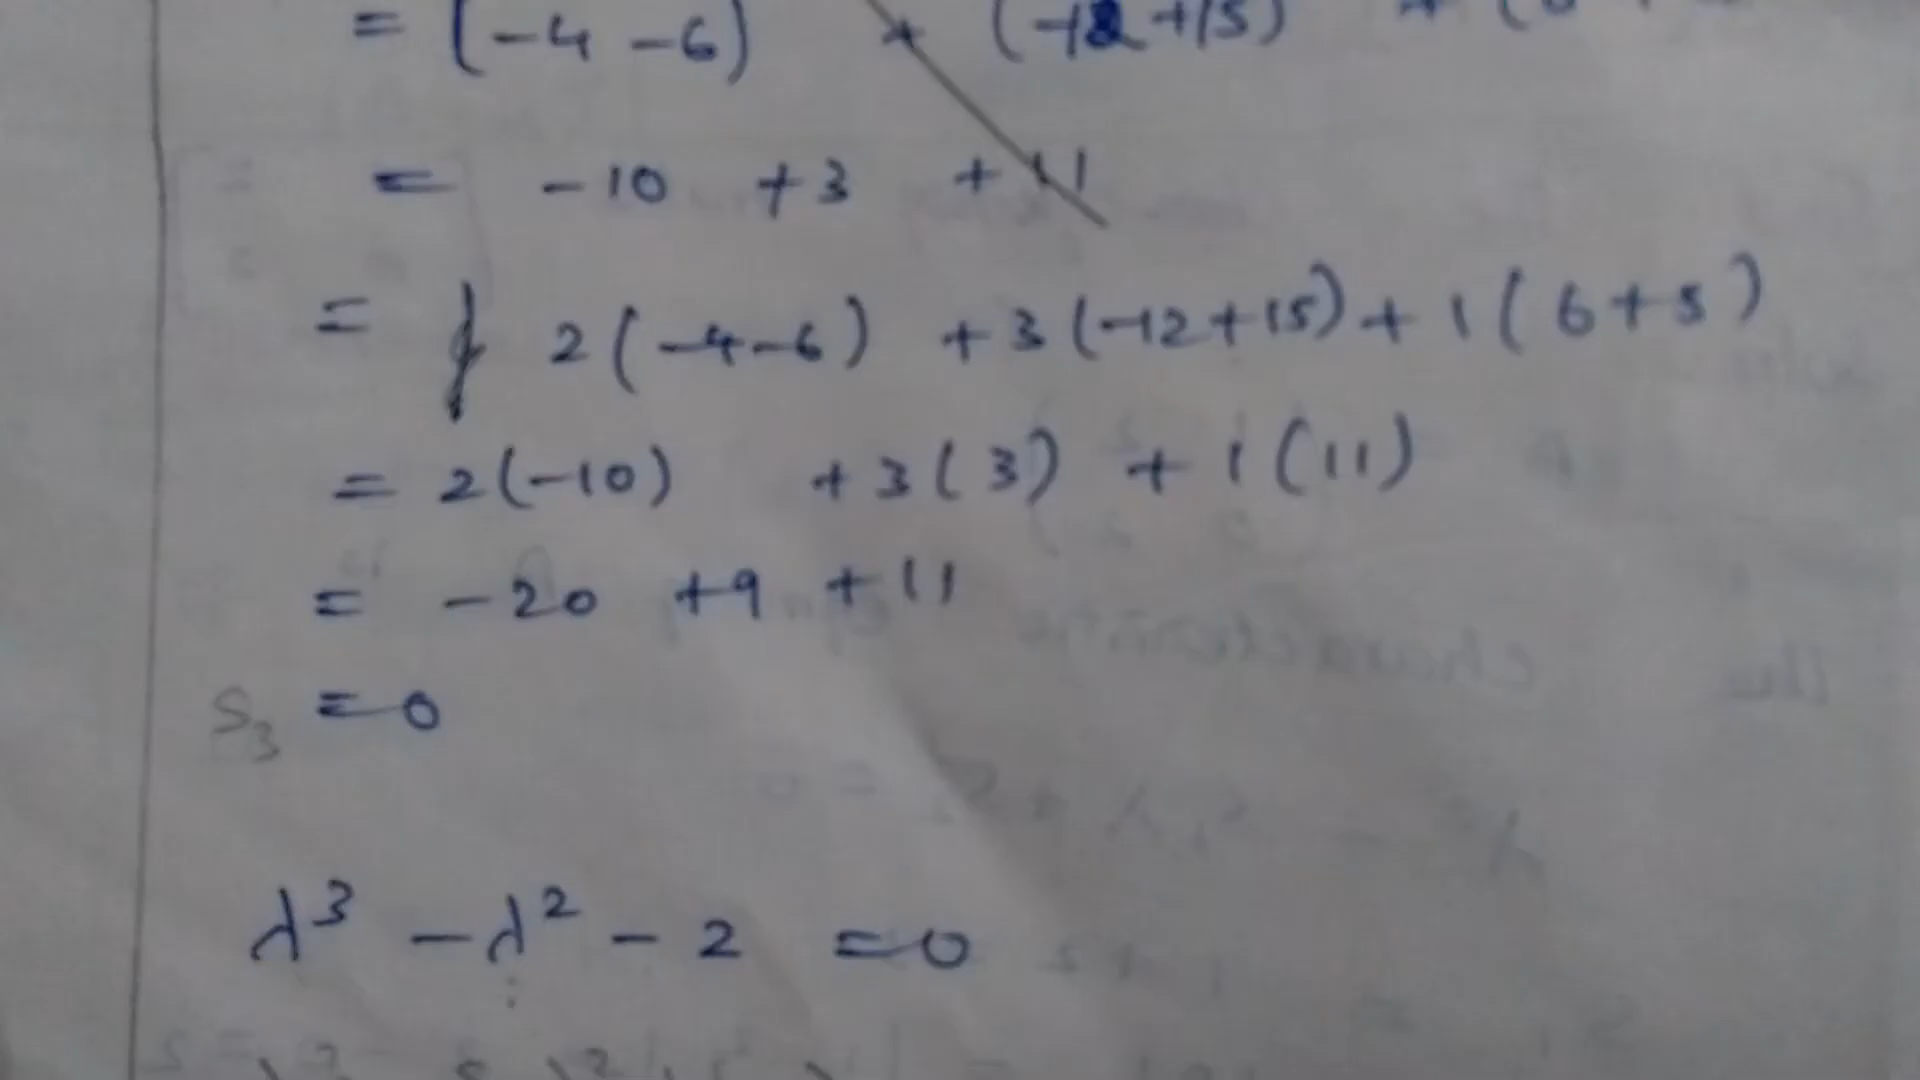 = (-4 -6) + (-12 +15) + (
= -10 +3 +11
= 2(-4-6) +3(-12+15)+1(6+5)
= 2(-10) +3(3) +1(11)
= -20 +9 +11
S₃ =0
λ³ -λ² - 2 =0